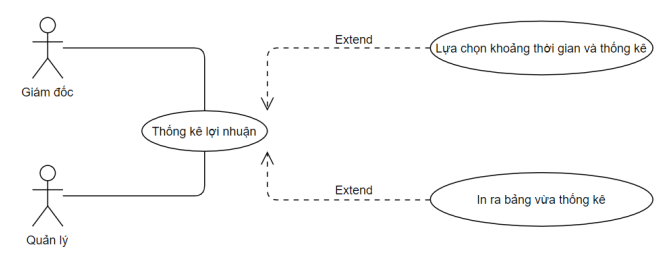 Extend
Lựa chọn khoảng thời gian và thống kê
Giám đốc
Thống kê lợi nhuận
Extend
In ra bảng vừa thống kê
Quản lý